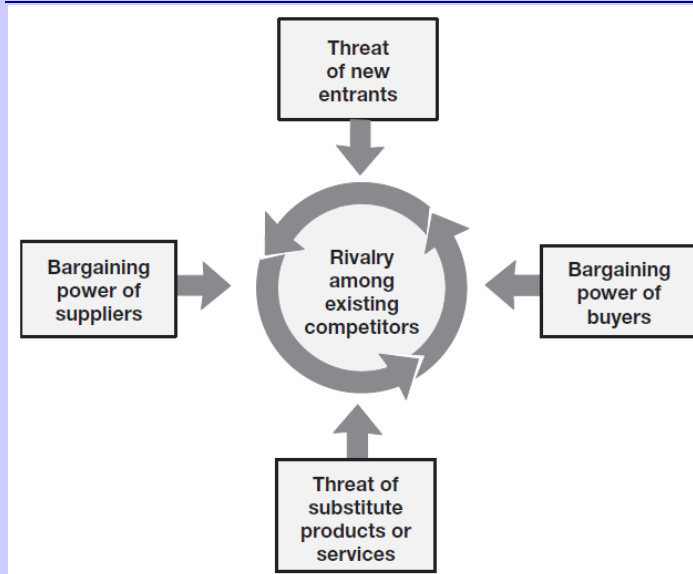 Threat
of new
entrants
Bargaining
power of
suppliers
Rivalry
among
existing
competitors
Bargaining
power of
buyers
Threat of
substitute
products or
services